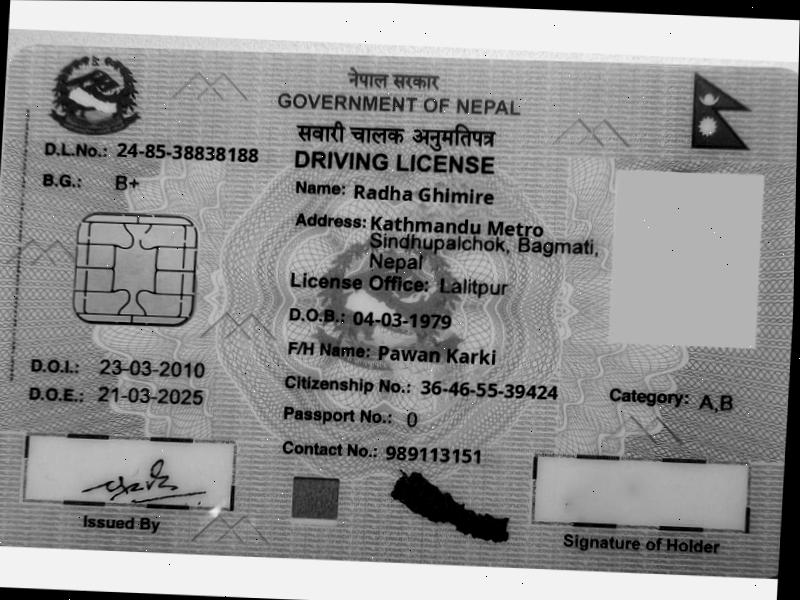 नेपाल सरकार
GOVERNMENT OF NEPAL
सवारी चालक अनुमतिपत्र
DRIVING LICENSE
D.L.No.: 24-85-38838188
B.G.: B+
Name: Radha Ghimire
Address: Kathmandu Metro
Sindhupalchok, Bagmati,
Nepal
License Office: Lalitpur
D.O.B.: 04-03-1979
F/H Name: Pawan Karki
D.O.I.: 23-03-2010
D.O.E.: 21-03-2025
Citizenship No.: 36-46-55-39424
Category: A,B
Passport No.: 0
Contact No.: 989113151
Issued By
Signature of Holder